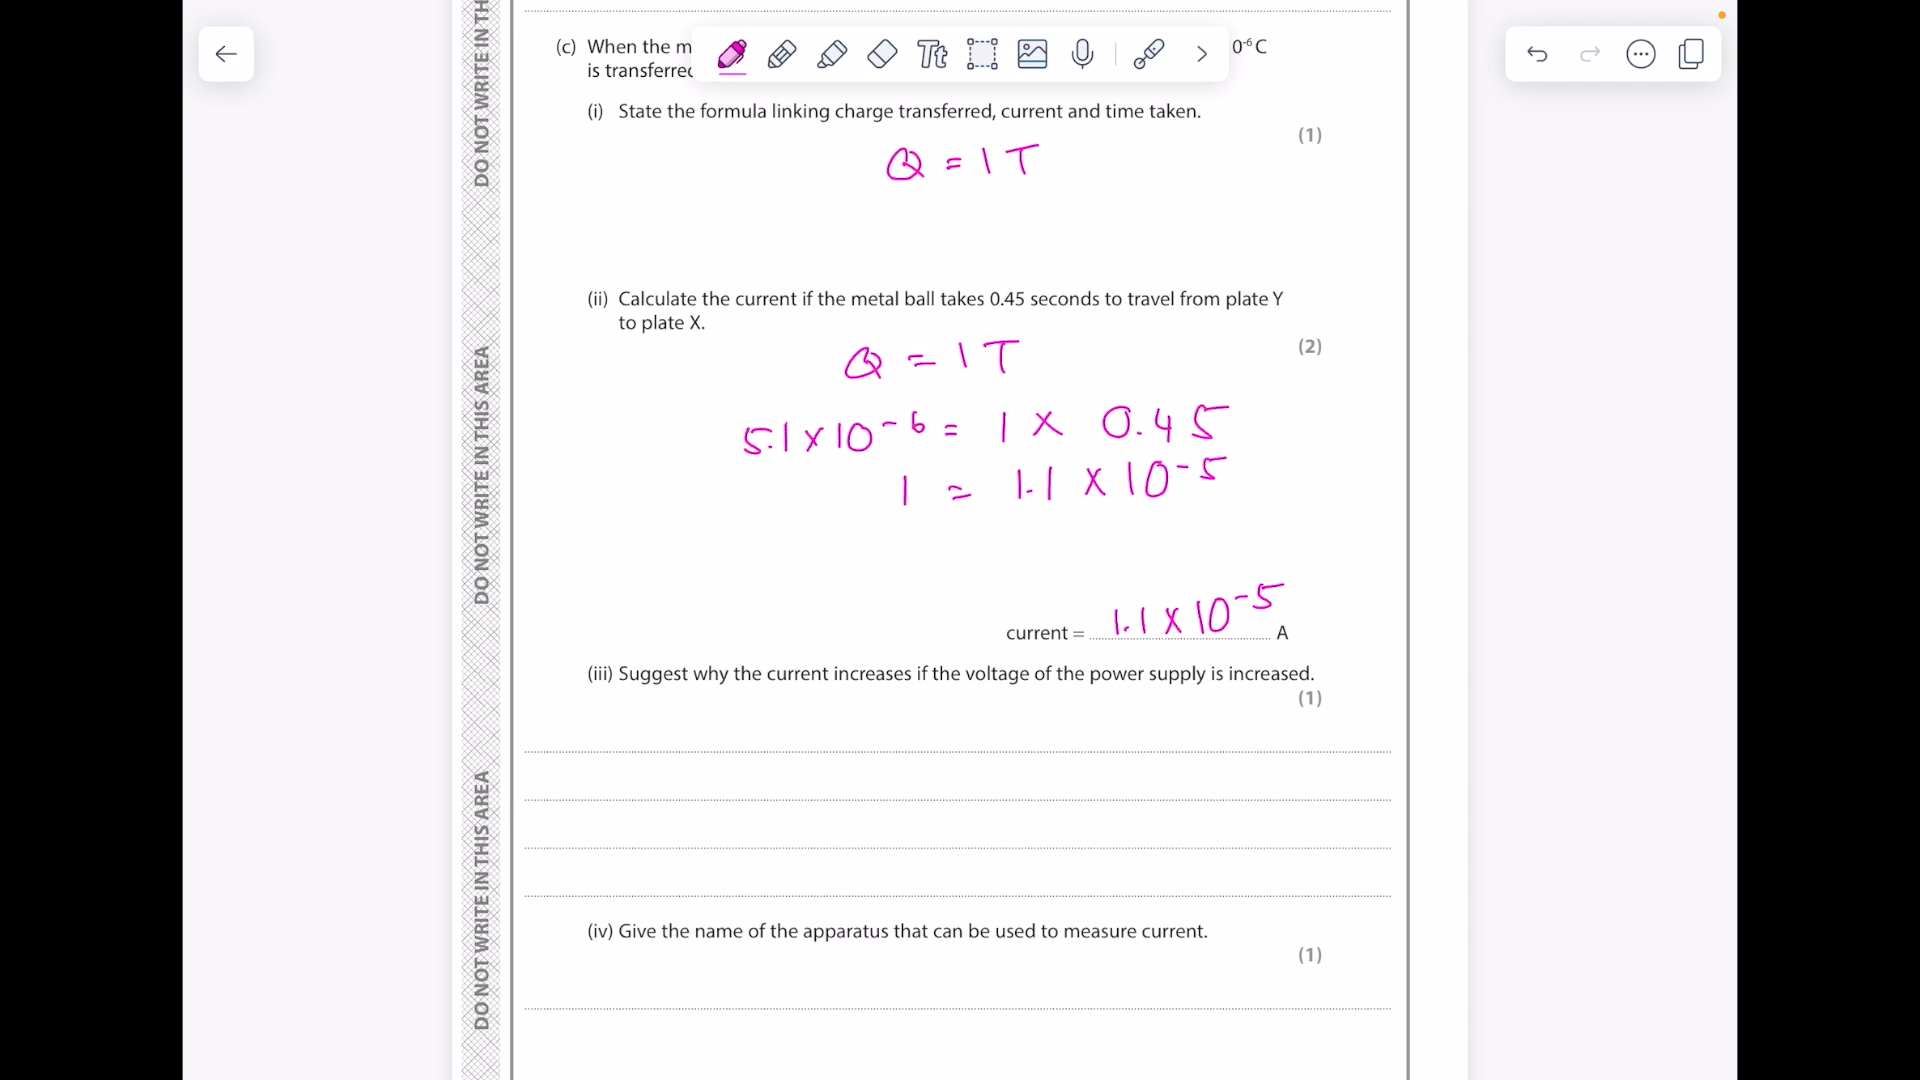 (c) When the m
0⁻⁶ C
is transferred
(i) State the formula linking charge transferred, current and time taken.
(1)
Q = I T
(ii) Calculate the current if the metal ball takes 0.45 seconds to travel from plate Y
to plate X.
(2)
Q = I T
5.1 x 10⁻⁶ = I x 0.45
I = 1.1 x 10⁻⁵
current = 1.1 x 10⁻⁵ A
(iii) Suggest why the current increases if the voltage of the power supply is increased.
(1)
(iv) Give the name of the apparatus that can be used to measure current.
(1)
DO NOT WRITE IN TH
DO NOT WRITE IN THIS AREA
DO NOT WRITE IN THIS AREA
Tt